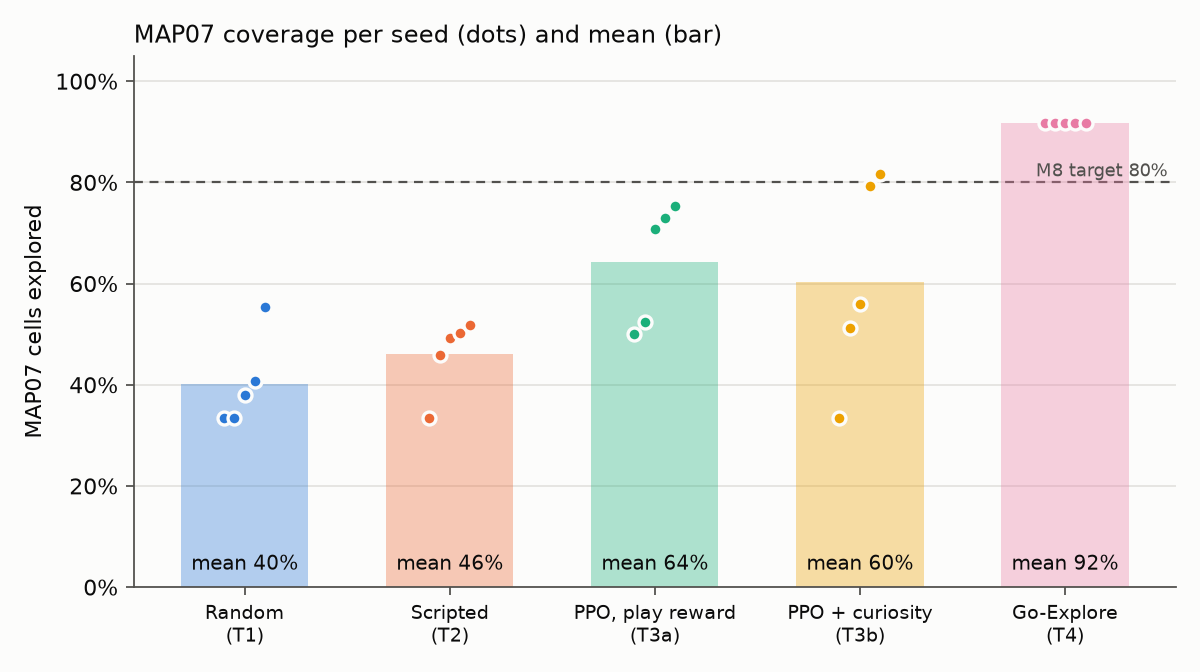 MAP07 coverage per seed (dots) and mean (bar)
MAP07 cells explored
100%
80%
60%
40%
20%
0%
M8 target 80%
mean 40%
mean 46%
mean 64%
mean 60%
mean 92%
Random
(T1)
Scripted
(T2)
PPO, play reward
(T3a)
PPO + curiosity
(T3b)
Go-Explore
(T4)